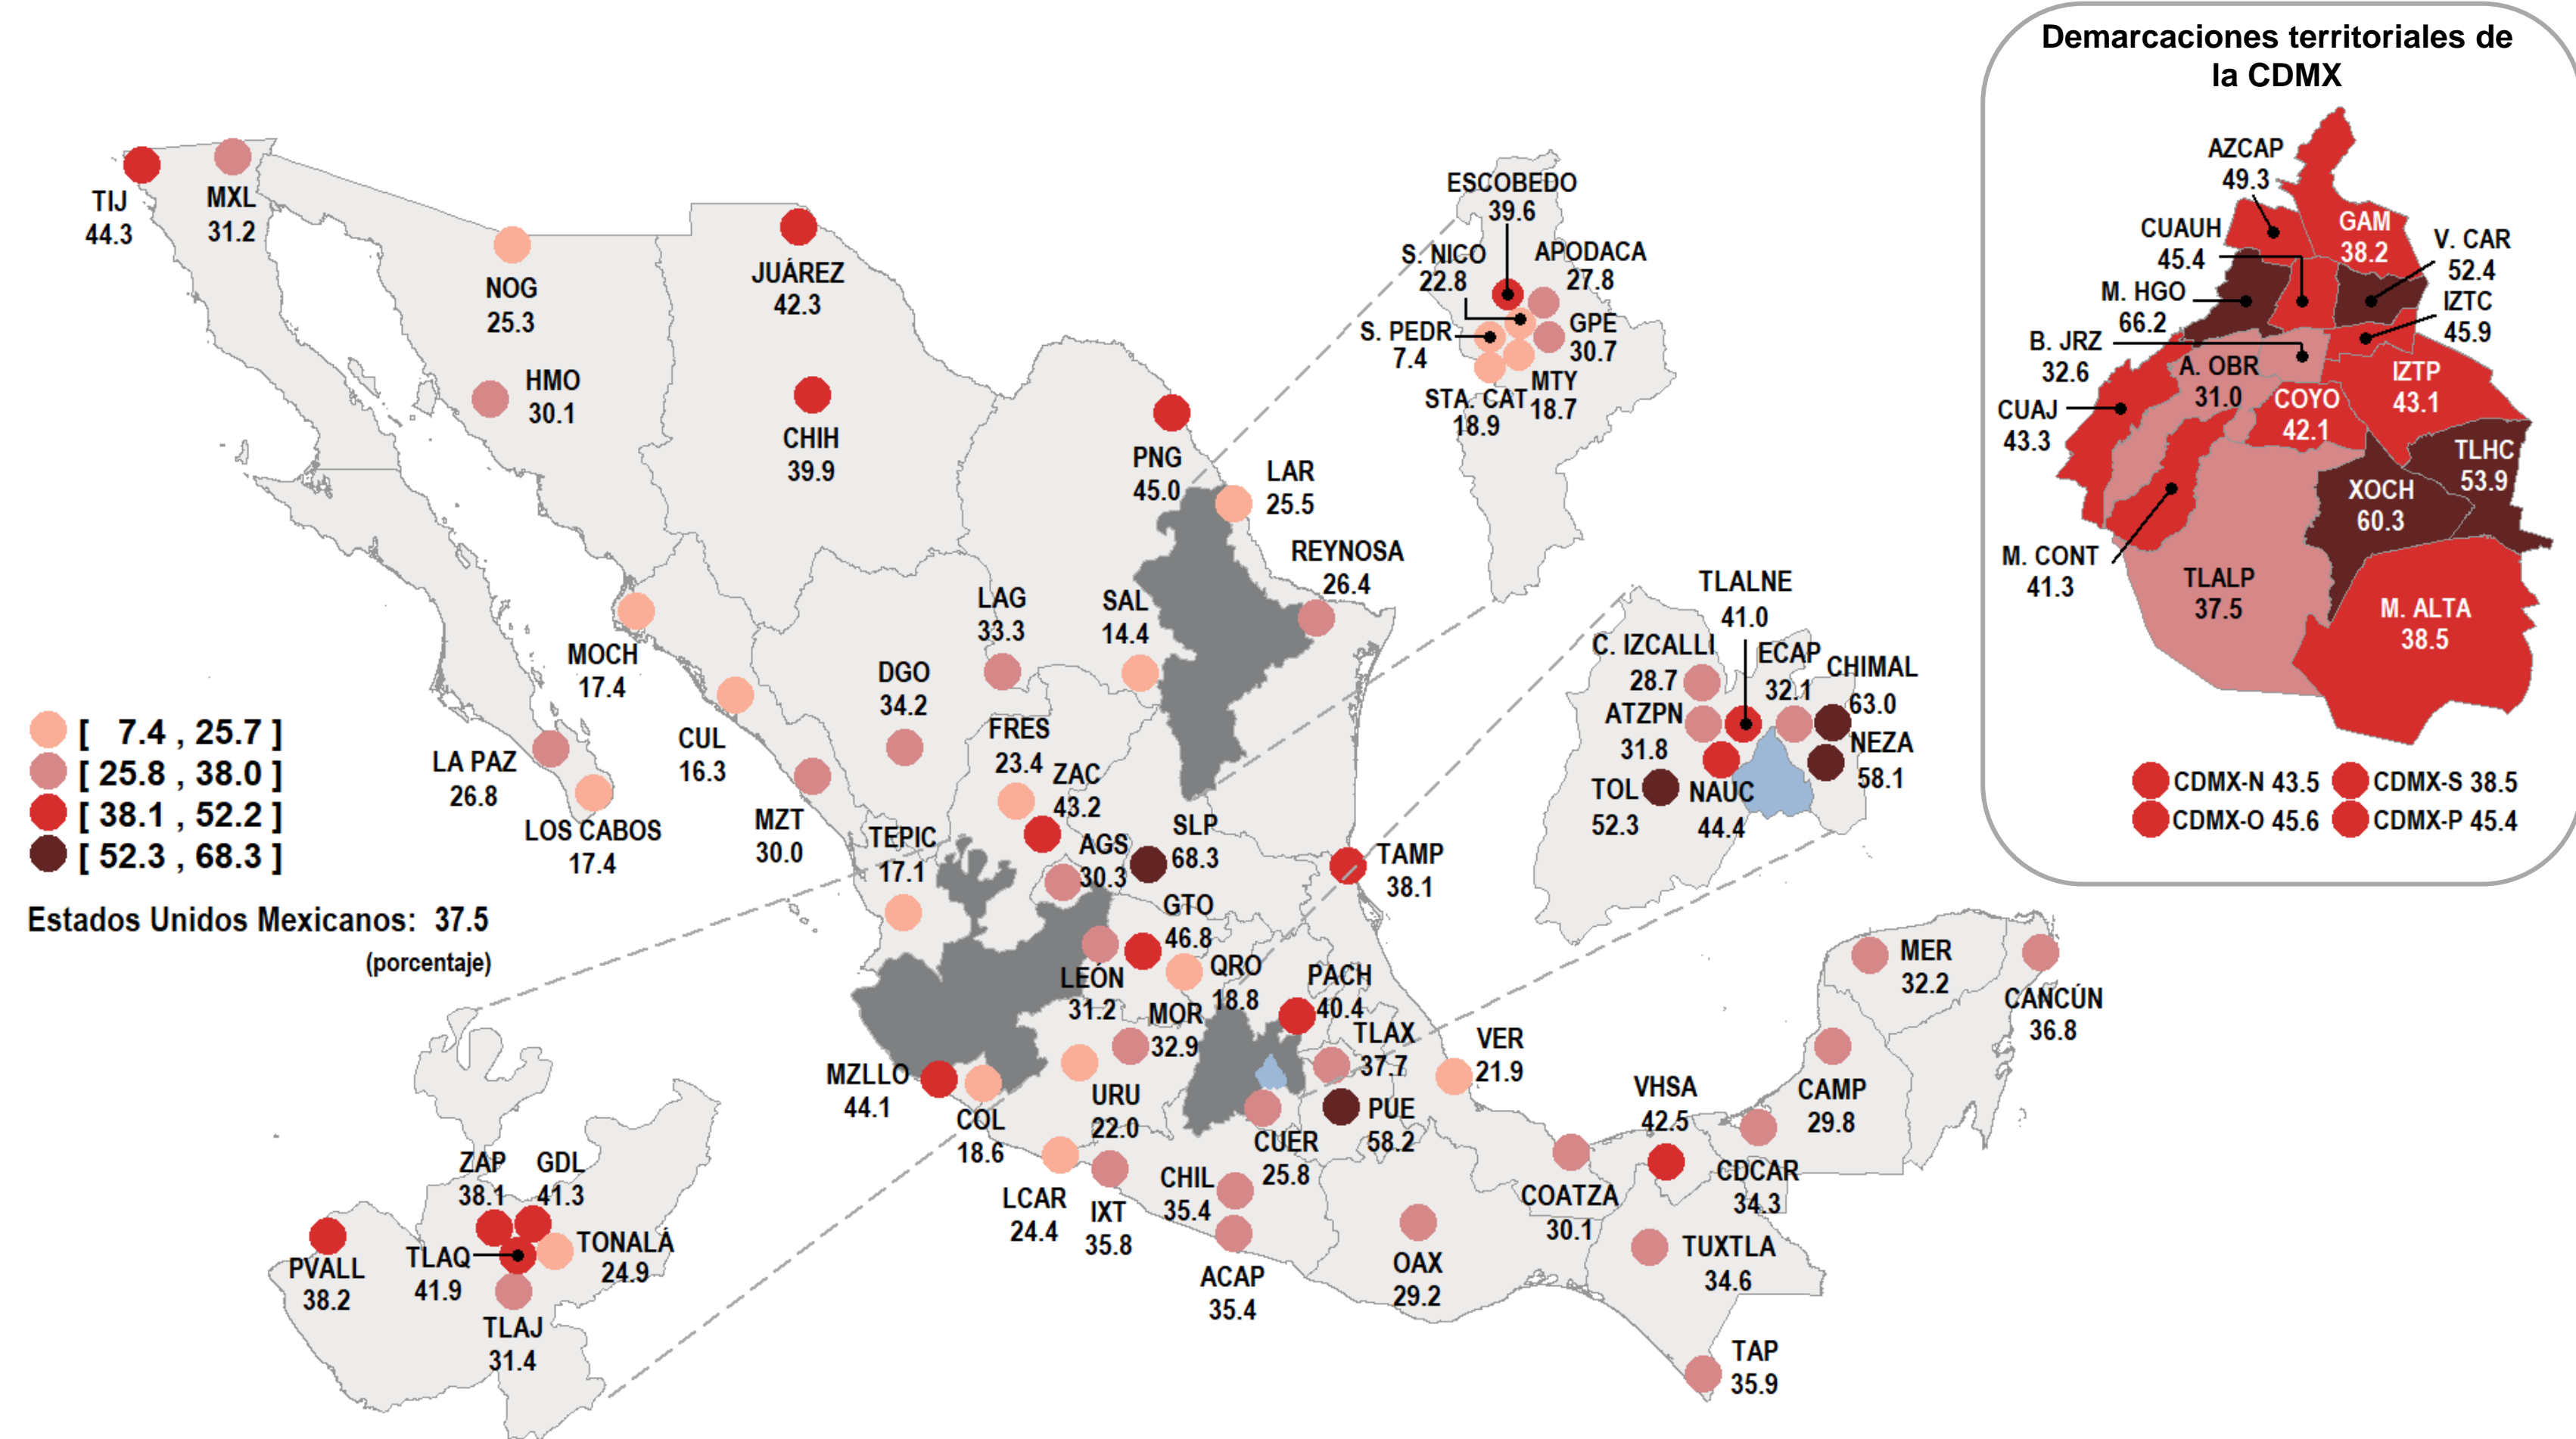 Demarcaciones territoriales de
la CDMX
AZCAP
49.3
CUAUH
45.4
GAM
38.2
V. CAR
52.4
M. HGO
66.2
IZTC
45.9
B. JRZ
32.6
A. OBR
31.0
IZTP
43.1
CUAJ
43.3
COYO
42.1
TLHC
53.9
XOCH
60.3
M. CONT
41.3
TLALP
37.5
M. ALTA
38.5
CDMX-N 43.5
CDMX-S 38.5
CDMX-O 45.6
CDMX-P 45.4
TIJ
44.3
MXL
31.2
NOG
25.3
HMO
30.1
JUÁREZ
42.3
CHIH
39.9
PNG
45.0
LAR
25.5
REYNOSA
26.4
ESCOBEDO
39.6
S. NICO
22.8
APODACA
27.8
S. PEDR
7.4
GPE
30.7
MTY
18.7
STA. CAT
18.9
LAG
33.3
SAL
14.4
MOCH
17.4
DGO
34.2
CUL
16.3
LA PAZ
26.8
LOS CABOS
17.4
MZT
30.0
FRES
23.4
ZAC
43.2
TEPIC
17.1
AGS
30.3
SLP
68.3
TAMP
38.1
GTO
46.8
LEÓN
31.2
QRO
18.8
PACH
40.4
MOR
32.9
TLAX
37.7
VER
21.9
MZLLO
44.1
COL
18.6
URU
22.0
CUER
25.8
PUE
58.2
LCAR
24.4
IXT
35.8
CHIL
35.4
ACAP
35.4
OAX
29.2
COATZA
30.1
VHSA
42.5
CDCAR
34.3
TUXTLA
34.6
TAP
35.9
CAMP
29.8
MER
32.2
CANCÚN
36.8
TLALNE
41.0
C. IZCALLI
28.7
ECAP
32.1
CHIMAL
63.0
ATZPN
31.8
NEZA
58.1
TOL
52.3
NAUC
44.4
[ 7.4 , 25.7 ]
[ 25.8 , 38.0 ]
[ 38.1 , 52.2 ]
[ 52.3 , 68.3 ]
Estados Unidos Mexicanos: 37.5
(porcentaje)
ZAP
38.1
GDL
41.3
PVALL
38.2
TLAQ
41.9
TONALÁ
24.9
TLAJ
31.4